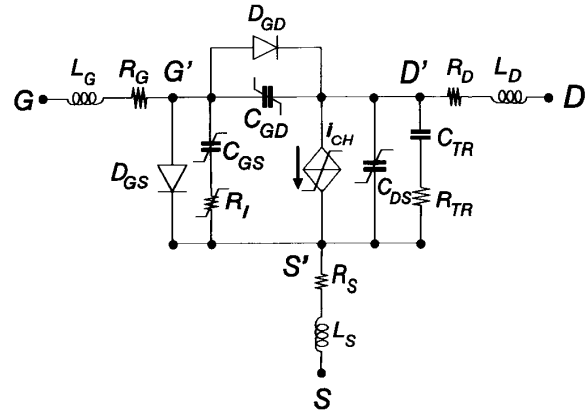 D_GD
L_G
R_G
G'
D'
R_D
L_D
G
D
C_GD
i_CH
C_TR
C_GS
D_GS
C_DS
R_I
R_TR
S'
R_S
L_S
S